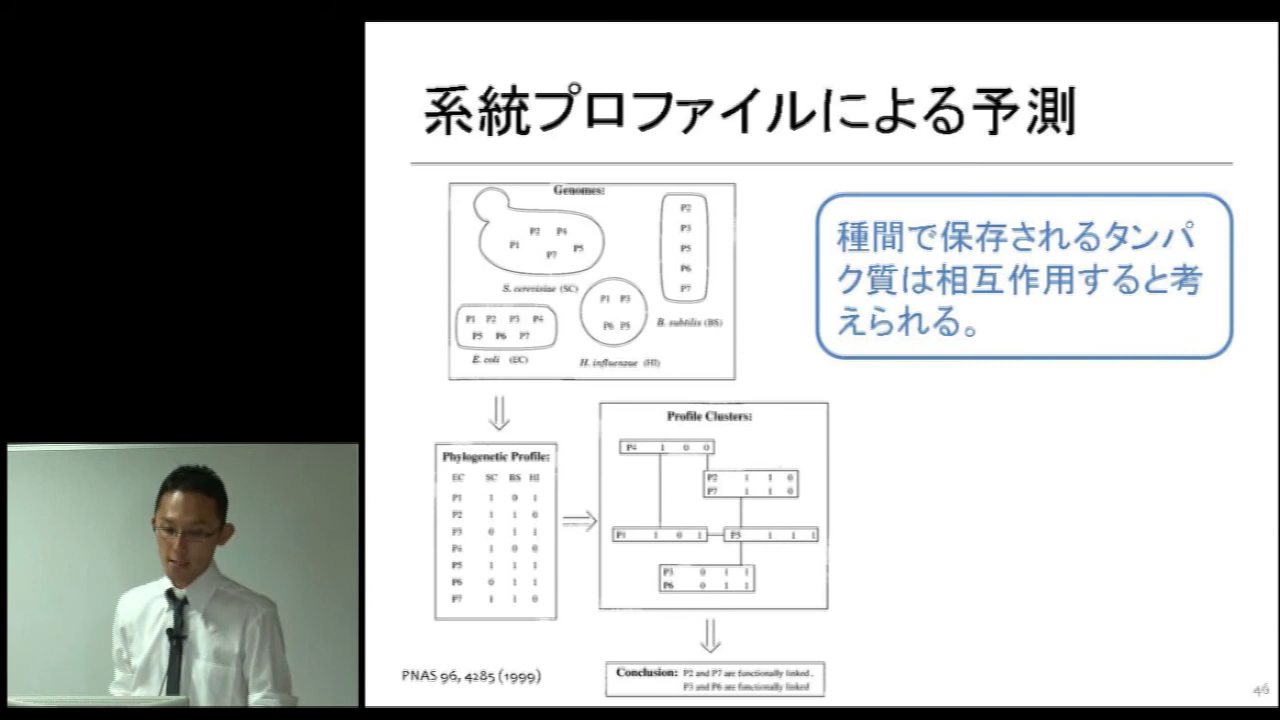 系統プロファイルによる予測
Genomes:
P2 P4
P1 P5
P7
S. cerevisiae (SC)
P2
P3
P5
P6
P7
B. subtilis (BS)
P1 P2 P3 P4
P5 P6 P7
E. coli (EC)
P1 P3
P6 P5
H. influenzae (HI)
種間で保存されるタンパ
ク質は相互作用すると考
えられる。
Phylogenetic Profile:
EC SC BS HI
P1 1 0 1
P2 1 1 0
P3 0 1 1
P4 1 0 0
P5 1 1 1
P6 0 1 1
P7 1 1 0
Profile Clusters:
P4 1 0 0
P2 1 1 0
P7 1 1 0
P1 1 0 1
P5 1 1 1
P3 0 1 1
P6 0 1 1
Conclusion: P2 and P7 are functionally linked,
P3 and P6 are functionally linked
PNAS 96, 4285 (1999)
46